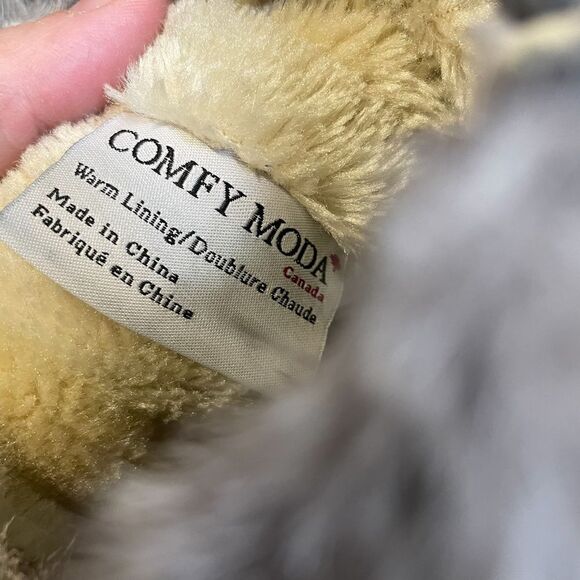 COMFY MODA
Canada
Warm Lining/Doublure Chaude
Made in China
Fabriqué en Chine